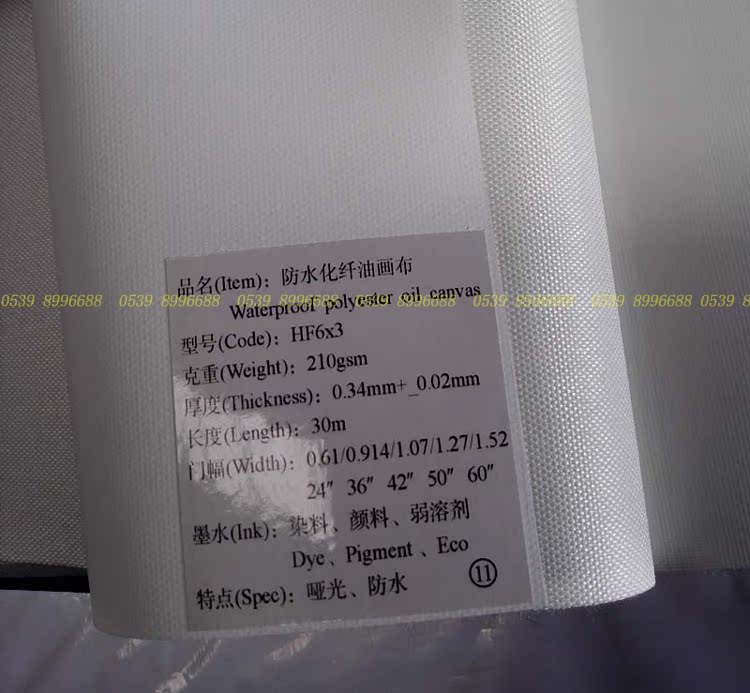 品名(Item)：防水化纤油画布
0539 8996688 0539 8996688 0539 8996688 0539 8996688 0539 8996688 0539 8
Waterproof polyester oil canvas
型号(Code)：HF6x3
克重(Weight)：210gsm
厚度(Thickness)：0.34mm+_0.02mm
长度(Length)：30m
门幅(Width)：0.61/0.914/1.07/1.27/1.52
24″ 36″ 42″ 50″ 60″
墨水(Ink)：染料、颜料、弱溶剂
Dye、Pigment 、Eco
特点(Spec)：哑光、防水
⑪